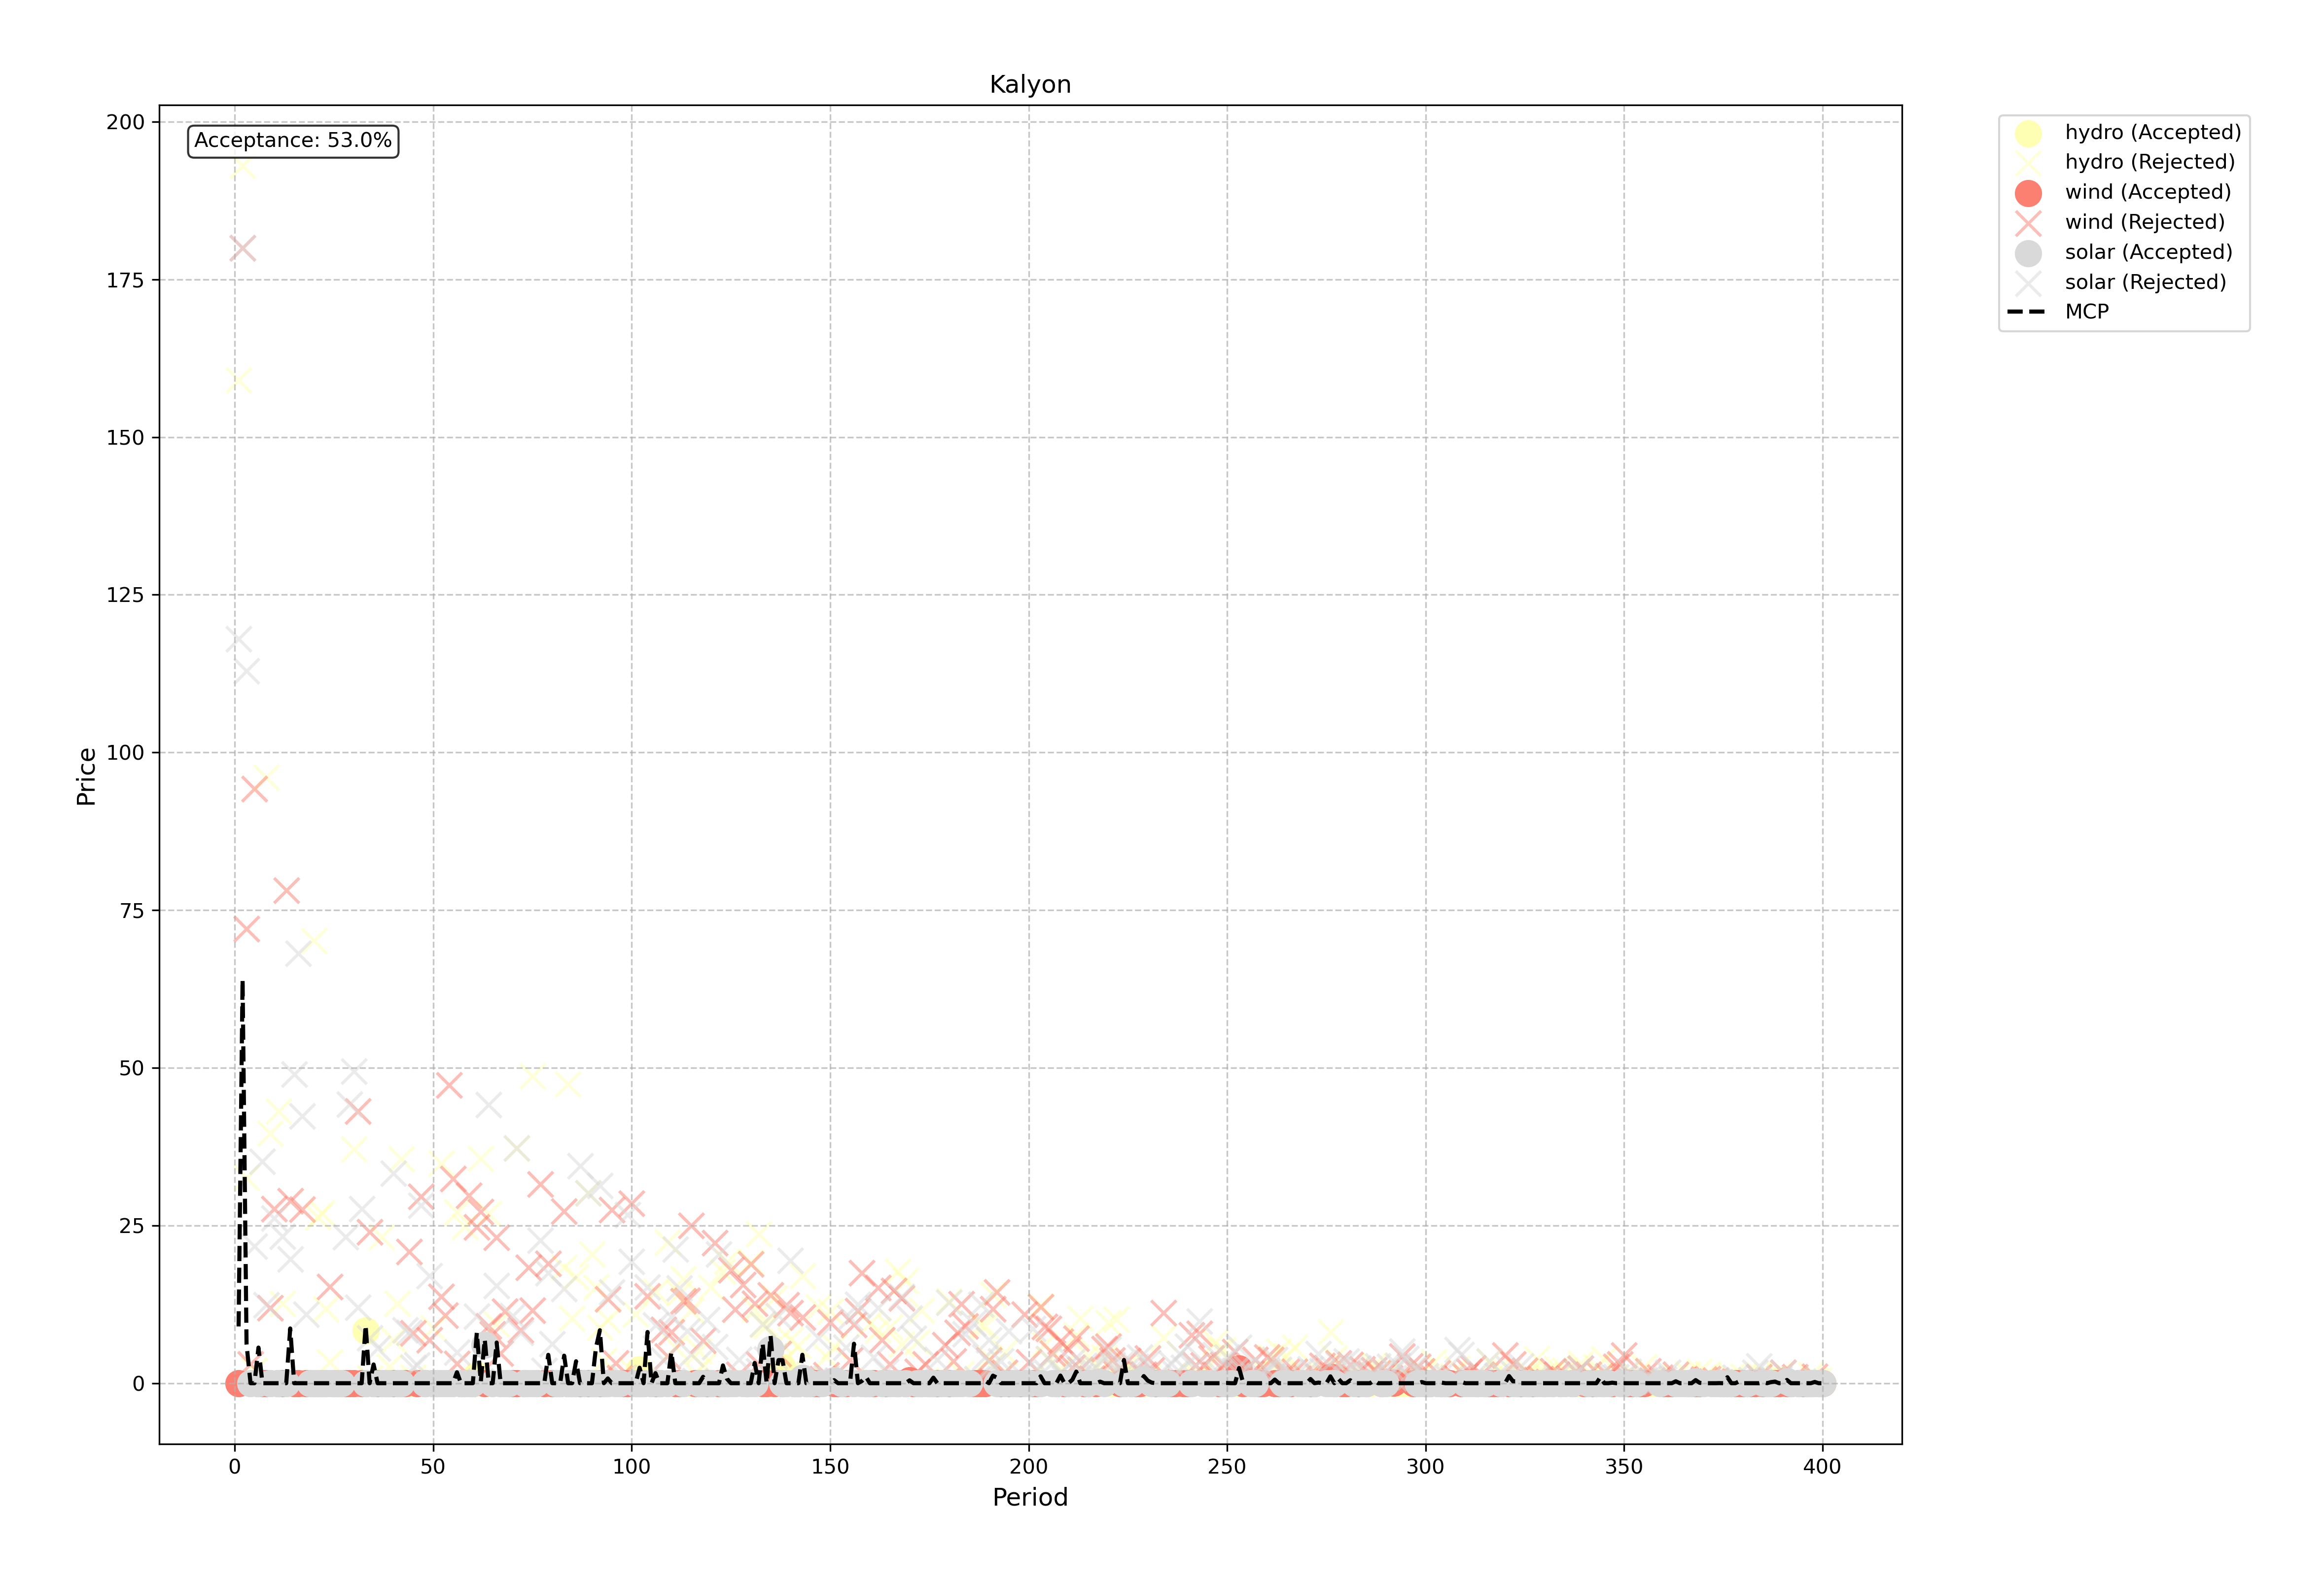 Kalyon
Acceptance: 53.0%
200
175
150
125
100
75
50
25
0
Price
0 50 100 150 200 250 300 350 400
Period
hydro (Accepted)
hydro (Rejected)
wind (Accepted)
wind (Rejected)
solar (Accepted)
solar (Rejected)
MCP